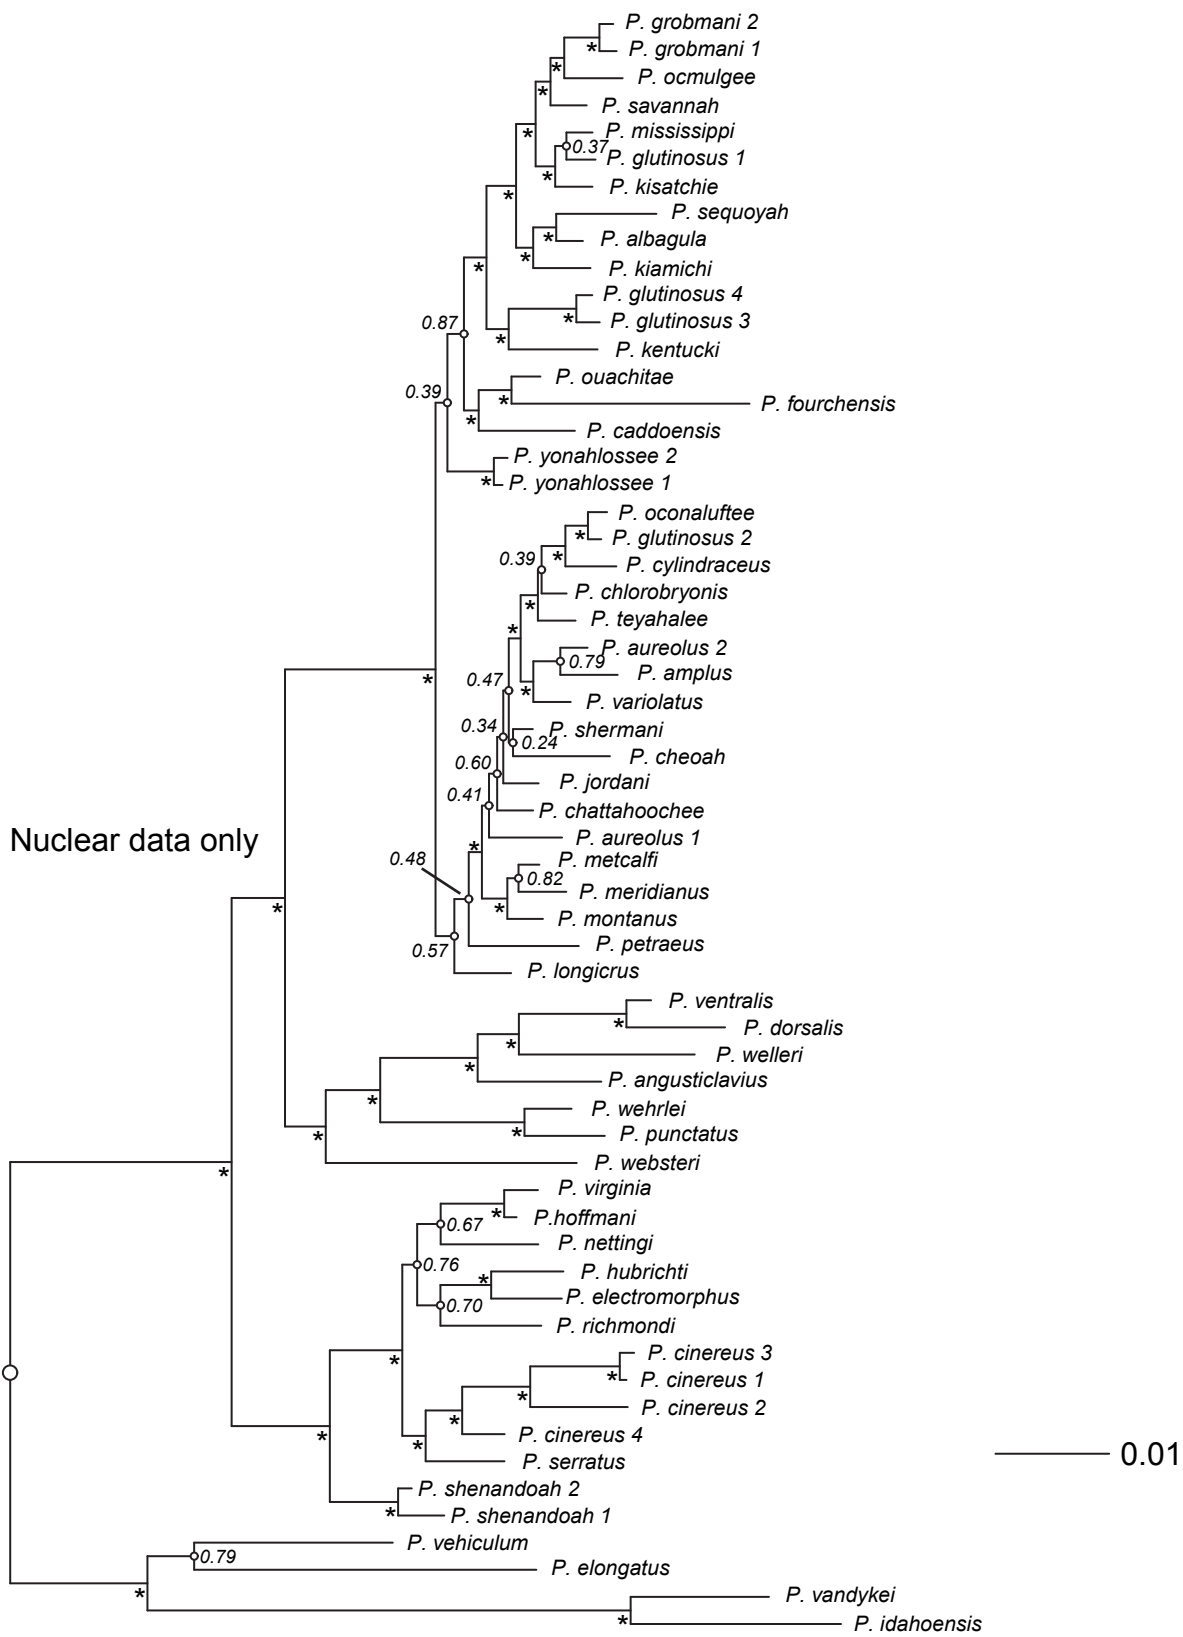 P. grobmani 2
P. grobmani 1
*
*
P. ocmulgee
*
P. savannah
P. mississippi
*
0.37
P. glutinosus 1
*
P. kisatchie
*
P. sequoyah
*
P. albagula
*
P. kiamichi
*
P. glutinosus 4
*
P. glutinosus 3
0.87
*
P. kentucki
P. ouachitae
0.39
*
P. fourchensis
*
P. caddoensis
P. yonahlossee 2
*
P. yonahlossee 1
P. oconaluftee
*
P. glutinosus 2
0.39
*
P. cylindraceus
P. chlorobryonis
*
P. teyahalee
*
P. aureolus 2
0.79
P. amplus
*
0.47
*
P. variolatus
0.34
P. shermani
0.24
P. cheoah
0.60
P. jordani
0.41
P. chattahoochee
Nuclear data only
P. aureolus 1
*
0.48
P. metcalfi
0.82
P. meridianus
*
*
P. montanus
0.57
P. petraeus
P. longicrus
P. ventralis
*
P. dorsalis
*
P. welleri
*
P. angusticlavius
*
P. wehrlei
*
*
P. punctatus
P. websteri
*
P. virginia
*
P.hoffmani
0.67
P. nettingi
0.76
*
P. hubrichti
P. electromorphus
0.70
P. richmondi
*
P. cinereus 3
*
P. cinereus 1
*
P. cinereus 2
*
P. cinereus 4
*
*
0.01
P. serratus
P. shenandoah 2
*
P. shenandoah 1
P. vehiculum
0.79
P. elongatus
*
P. vandykei
*
P. idahoensis